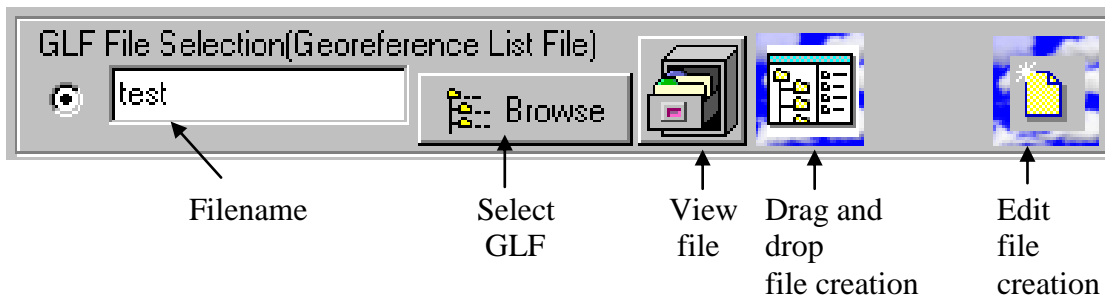 GLF File Selection(Georeference List File)
test
Browse
Filename
Select
GLF
View
file
Drag and
drop
file creation
Edit
file
creation